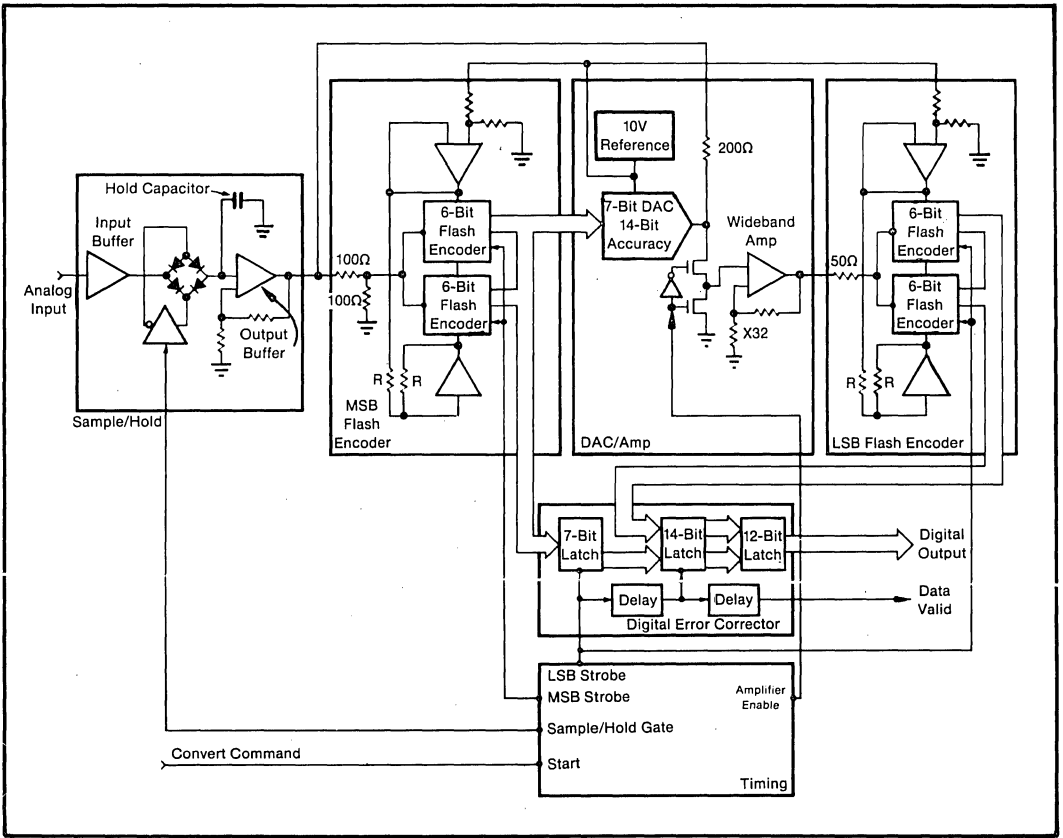 Hold Capacitor
Input
Buffer
Analog
Input
Output
Buffer
Sample/Hold
100Ω
100Ω
6-Bit
Flash
Encoder
6-Bit
Flash
Encoder
R
R
MSB
Flash
Encoder
10V
Reference
7-Bit DAC
14-Bit
Accuracy
200Ω
Wideband
Amp
X32
DAC/Amp
50Ω
6-Bit
Flash
Encoder
6-Bit
Flash
Encoder
R
R
LSB Flash Encoder
7-Bit
Latch
14-Bit
Latch
12-Bit
Latch
Digital
Output
Delay
Delay
Data
Valid
Digital Error Corrector
LSB Strobe
MSB Strobe
Amplifier
Enable
Sample/Hold Gate
Convert Command
Start
Timing